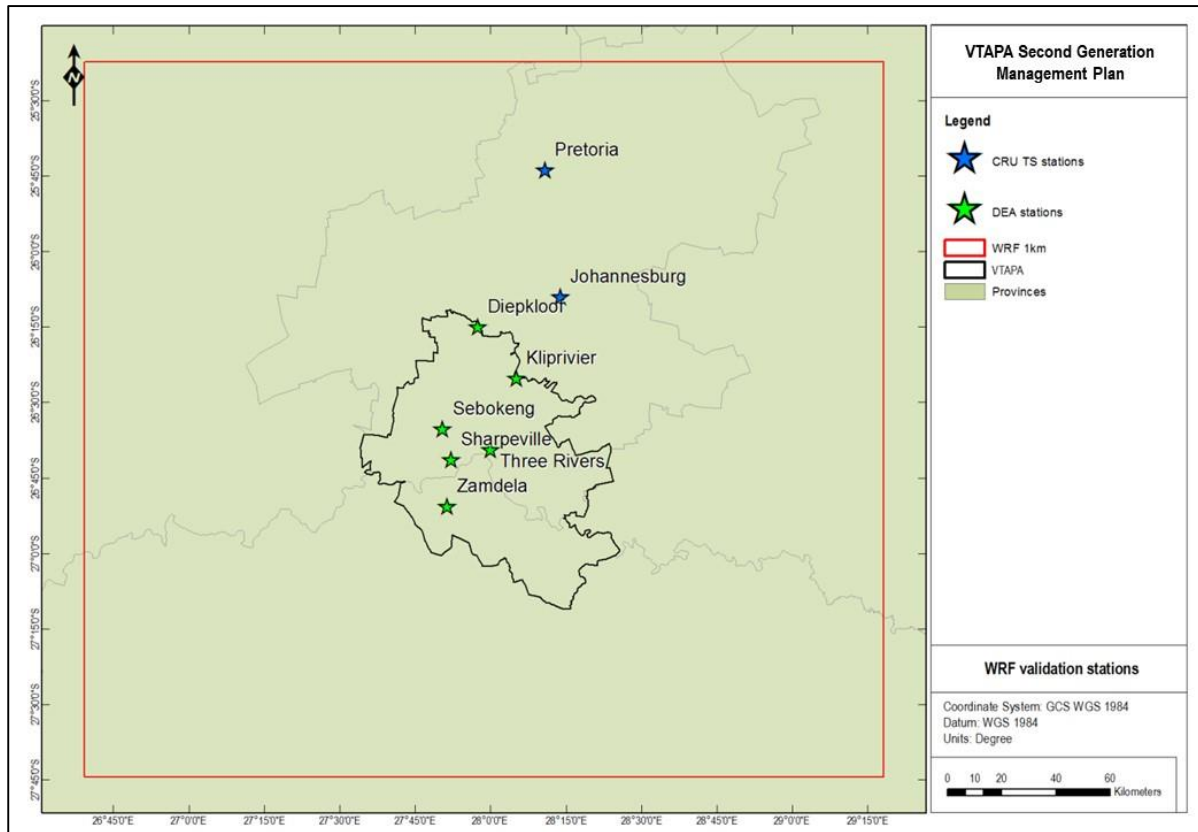 N
Pretoria
Johannesburg
Diepkloof
Kliprivier
Sebokeng
Sharpeville
Three Rivers
Zamdela
25°30'0"S
25°45'0"S
26°0'0"S
26°15'0"S
26°30'0"S
26°45'0"S
27°0'0"S
27°15'0"S
27°30'0"S
27°45'0"S
26°45'0"E
27°0'0"E
27°15'0"E
27°30'0"E
27°45'0"E
28°0'0"E
28°15'0"E
28°30'0"E
28°45'0"E
29°0'0"E
29°15'0"E
VTAPA Second Generation
Management Plan
Legend
CRU TS stations
DEA stations
WRF 1km
VTAPA
Provinces
WRF validation stations
Coordinate System: GCS WGS 1984
Datum: WGS 1984
Units: Degree
0 10 20 40 60
Kilometers